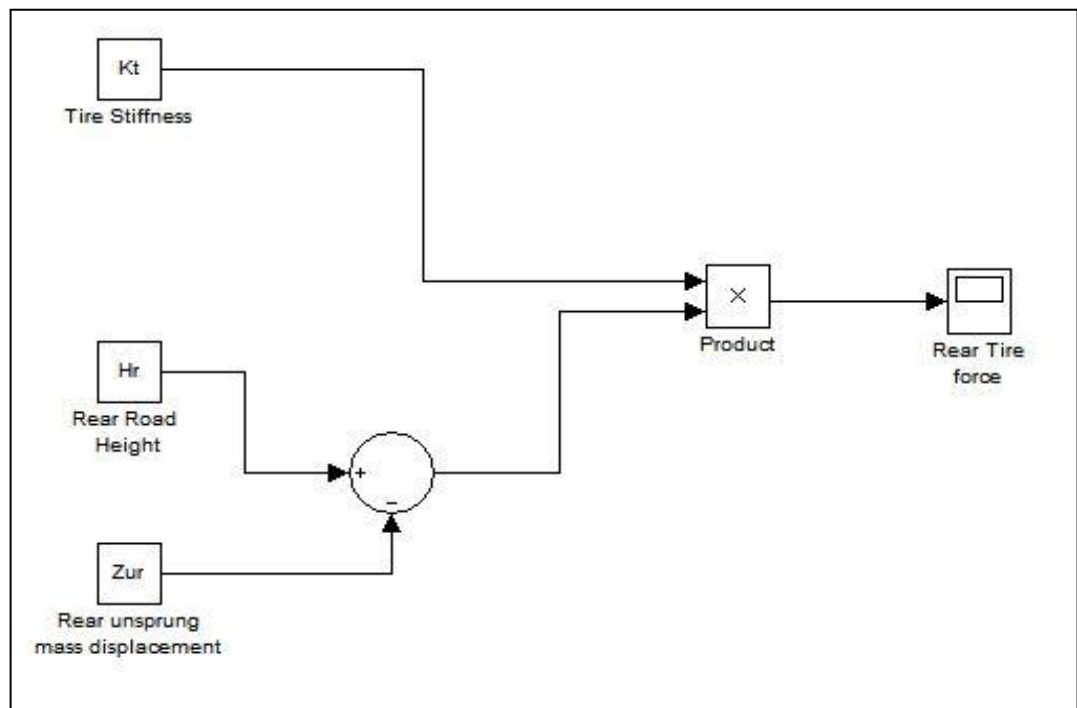 Kt
Tire Stiffness
×
Product
Rear Tire
force
Hr
Rear Road
Height
+
−
Zur
Rear unsprung
mass displacement